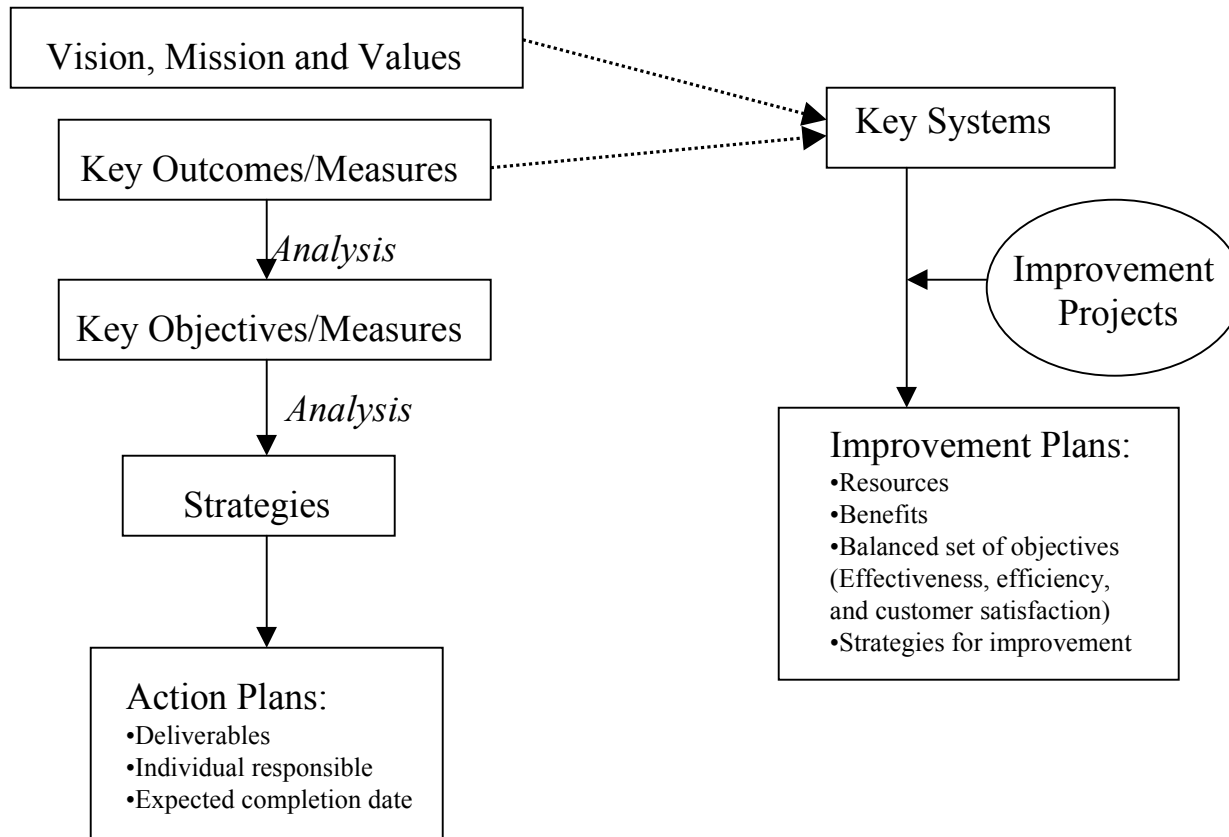 Vision, Mission and Values
Key Outcomes/Measures
Analysis
Key Objectives/Measures
Analysis
Strategies
Action Plans:
•Deliverables
•Individual responsible
•Expected completion date
Key Systems
Improvement
Projects
Improvement Plans:
•Resources
•Benefits
•Balanced set of objectives
(Effectiveness, efficiency,
and customer satisfaction)
•Strategies for improvement